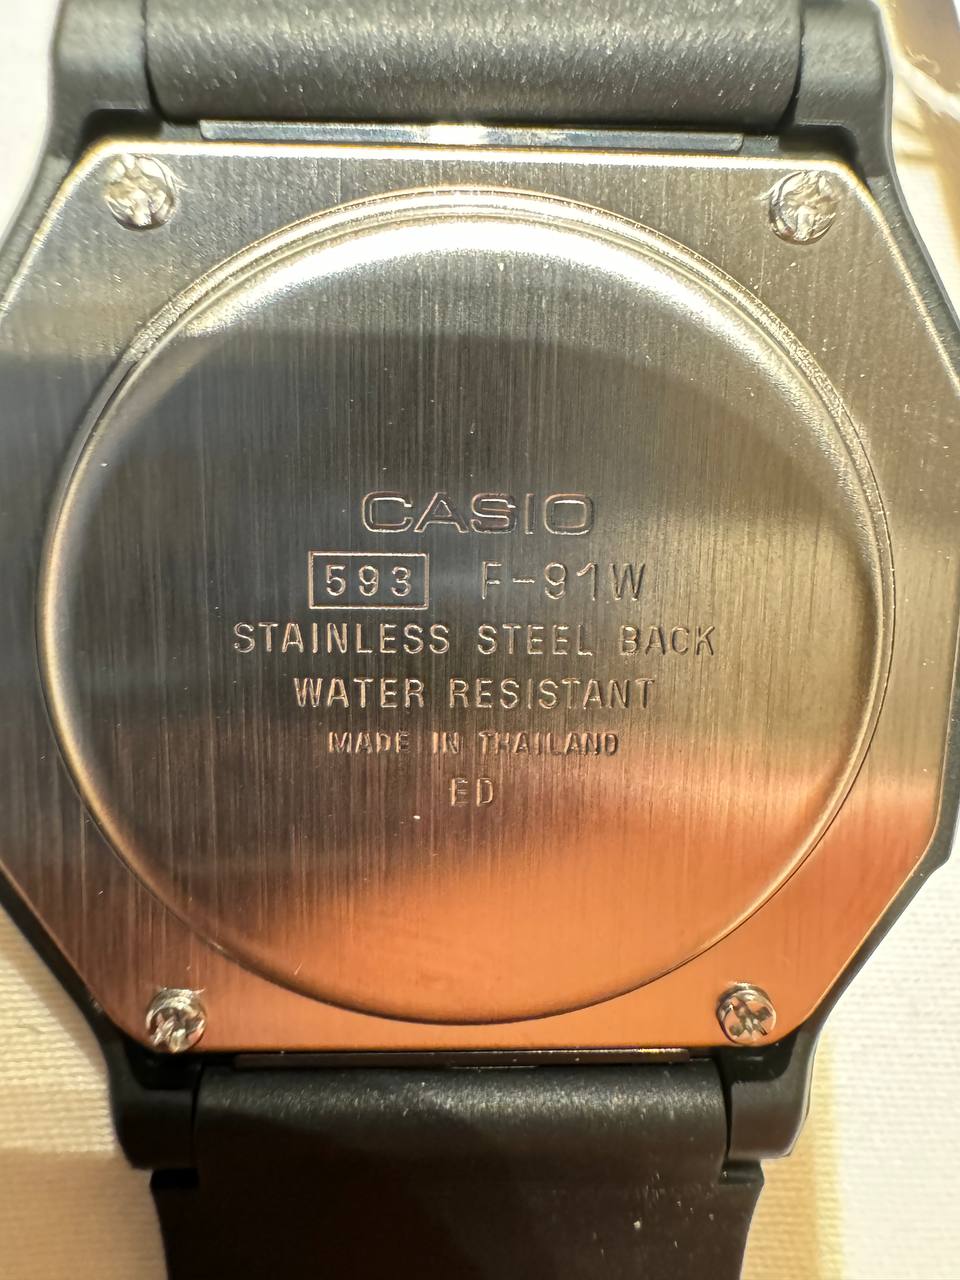 CASIO
593 F-91W
STAINLESS STEEL BACK
WATER RESISTANT
MADE IN THAILAND
ED